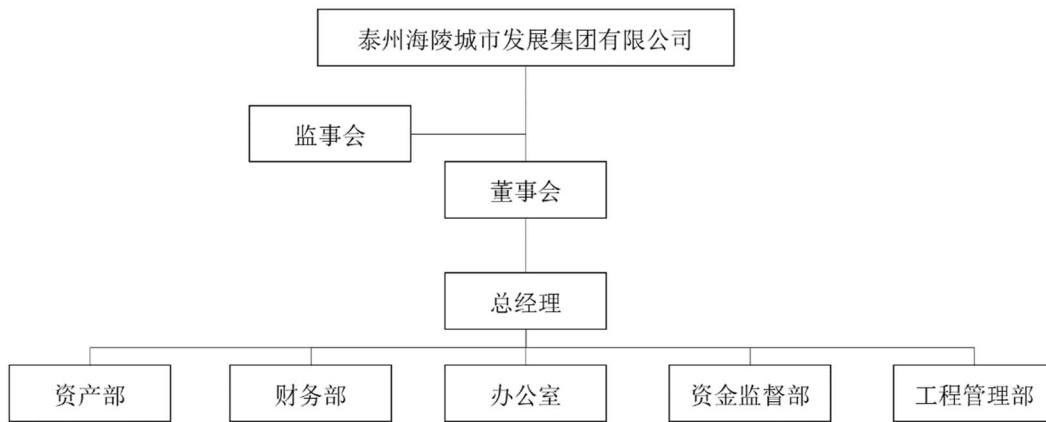 泰州海陵城市发展集团有限公司
监事会
董事会
总经理
资产部
财务部
办公室
资金监督部
工程管理部